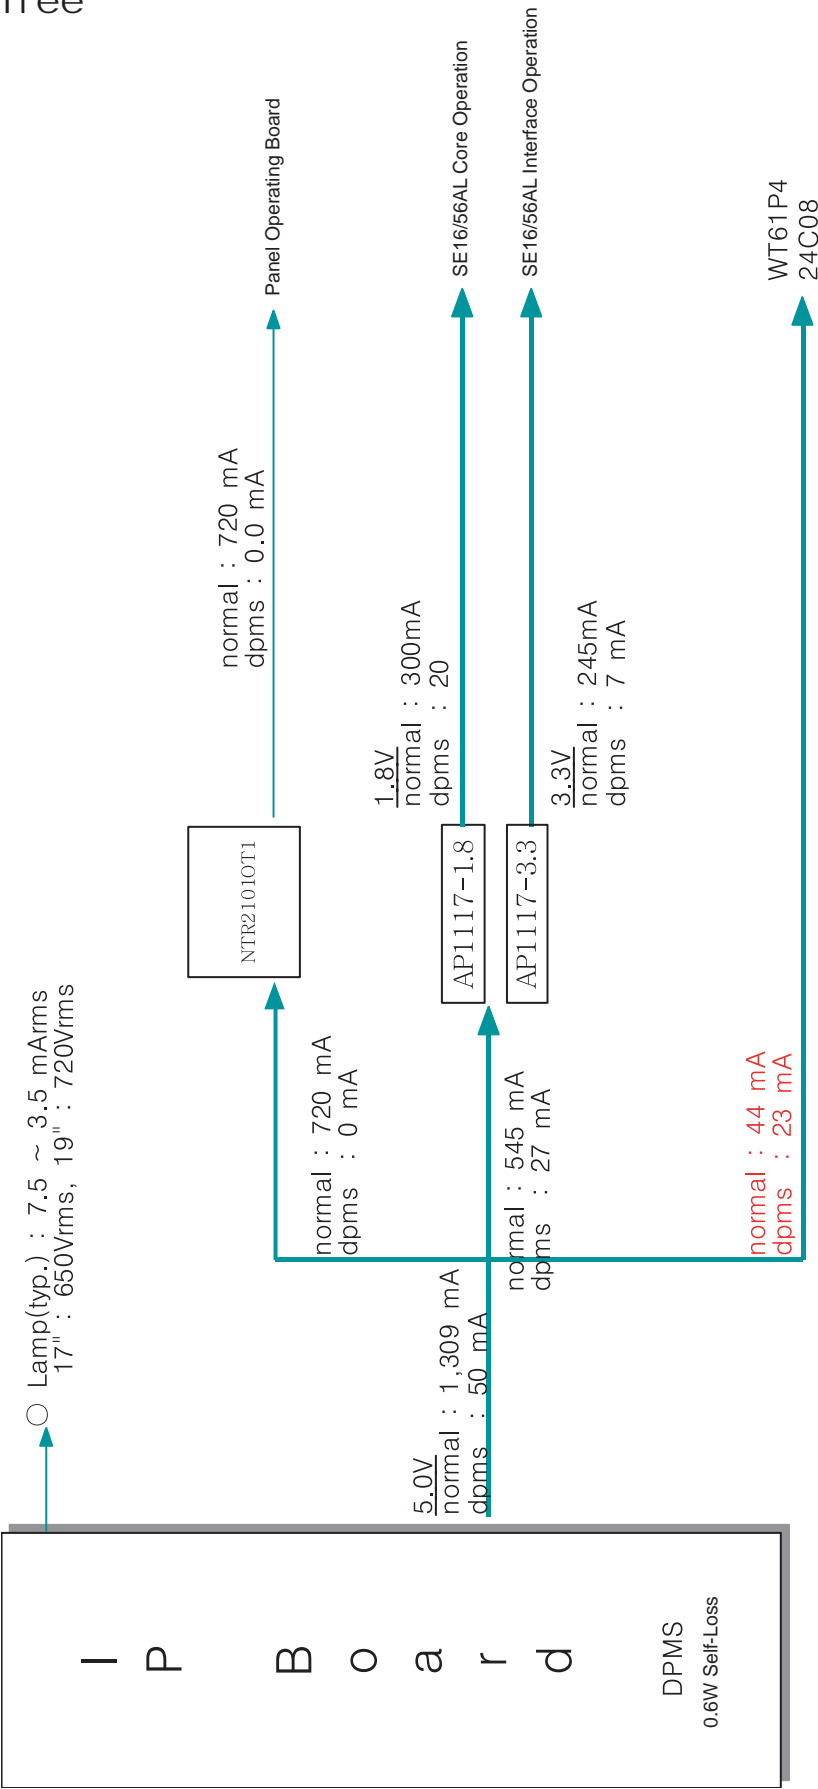 Tree
○ Lamp(typ.) : 7.5 ~ 3.5 mArms
17" : 650Vrms, 19" : 720Vrms
I P Board
DPMS
0.6W Self-Loss
5.0V
normal : 1,309 mA
dpms : 50 mA
normal : 720 mA
dpms : 0 mA
NTR2101OT1
normal : 720 mA
dpms : 0.0 mA
Panel Operating Board
normal : 545 mA
dpms : 27 mA
AP1117-1.8
1.8V
normal : 300mA
dpms : 20
SE16/56AL Core Operation
AP1117-3.3
3.3V
normal : 245mA
dpms : 7 mA
SE16/56AL Interface Operation
normal : 44 mA
dpms : 23 mA
WT61P4
24C08